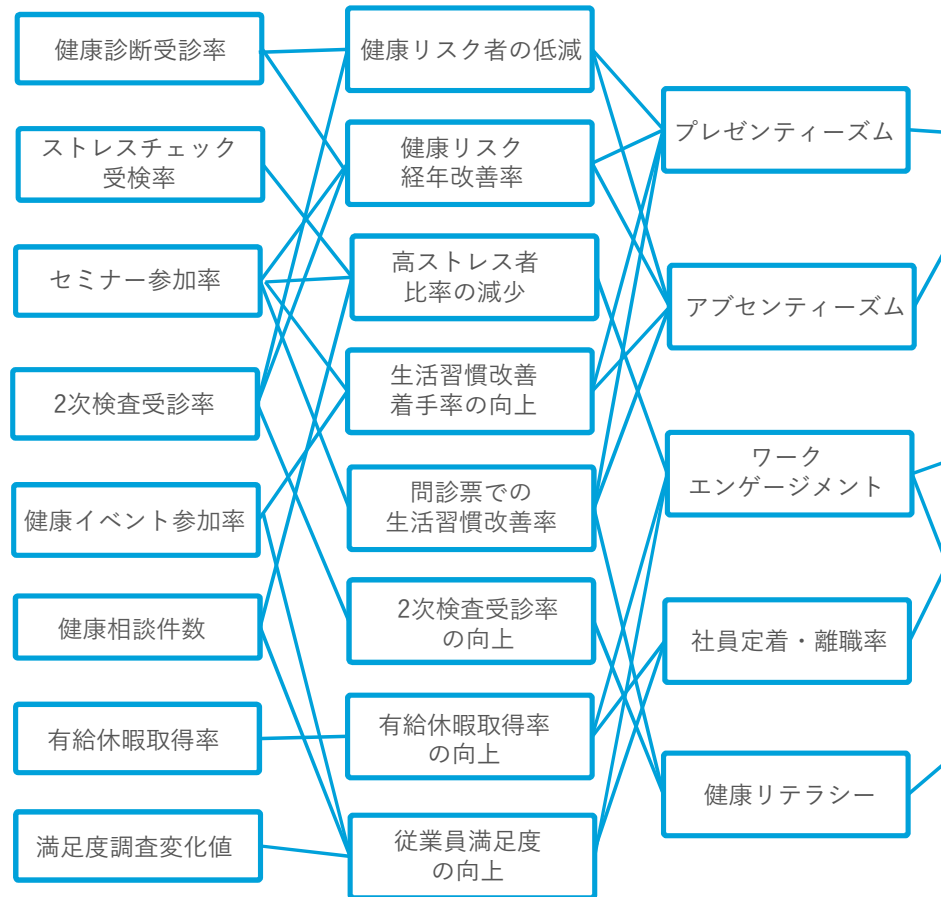 健康診断受診率
ストレスチェック
受検率
セミナー参加率
2次検査受診率
健康イベント参加率
健康相談件数
有給休暇取得率
満足度調査変化値
健康リスク者の低減
健康リスク
経年改善率
高ストレス者
比率の減少
生活習慣改善
着手率の向上
問診票での
生活習慣改善率
2次検査受診率
の向上
有給休暇取得率
の向上
従業員満足度
の向上
プレゼンティーズム
アブセンティーズム
ワーク
エンゲージメント
社員定着・離職率
健康リテラシー